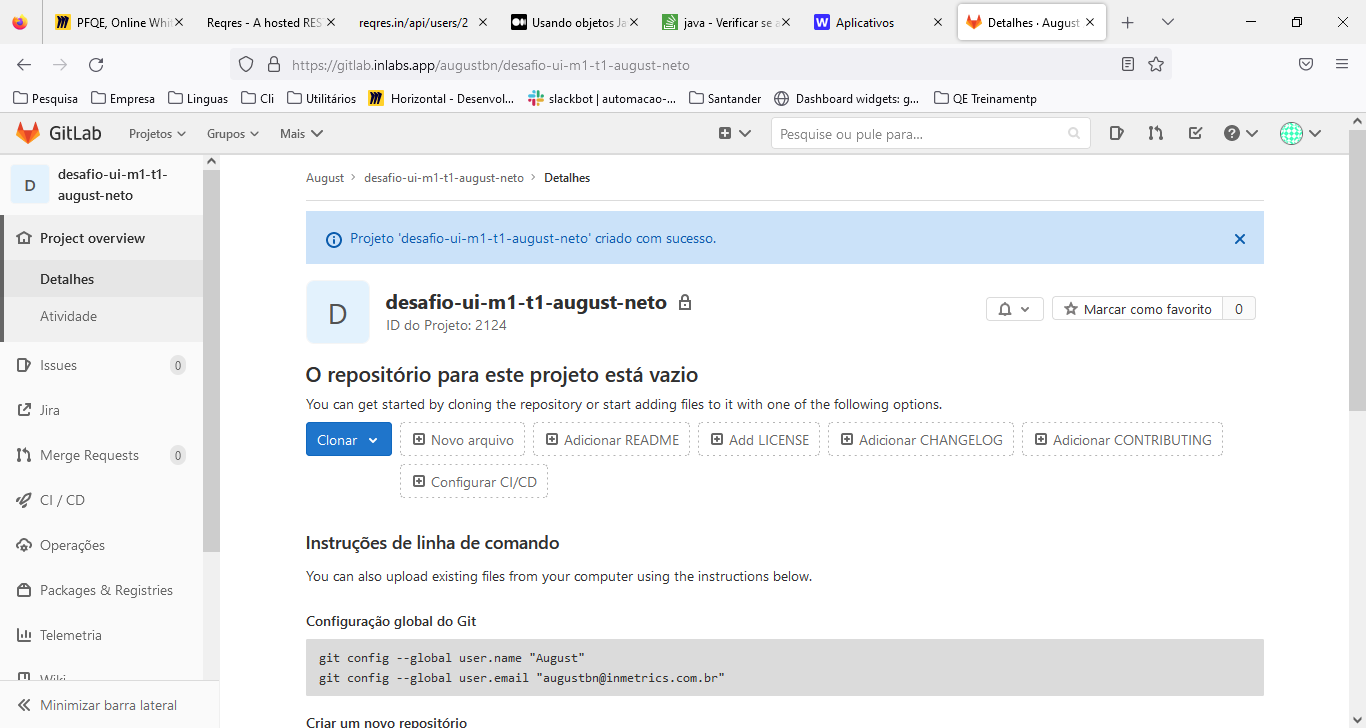 PFQE, Online Whit
Reqres - A hosted RES
reqres.in/api/users/2
Usando objetos Ja
java - Verificar se a
Aplicativos
Detalhes · August
https://gitlab.inlabs.app/augustbn/desafio-ui-m1-t1-august-neto
Pesquisa
Empresa
Linguas
Cli
Utilitários
Horizontal - Desenvol...
slackbot | automacao-...
Santander
Dashboard widgets: g...
QE Treinamentp
GitLab
Projetos
Grupos
Mais
Pesquise ou pule para...
D
desafio-ui-m1-t1-
august-neto
Project overview
Detalhes
Atividade
Issues 0
Jira
Merge Requests 0
CI / CD
Operações
Packages & Registries
Telemetria
Wiki
Minimizar barra lateral
August > desafio-ui-m1-t1-august-neto > Detalhes
Projeto 'desafio-ui-m1-t1-august-neto' criado com sucesso.
D
desafio-ui-m1-t1-august-neto
ID do Projeto: 2124
Marcar como favorito 0
O repositório para este projeto está vazio
You can get started by cloning the repository or start adding files to it with one of the following options.
Clonar
Novo arquivo
Adicionar README
Add LICENSE
Adicionar CHANGELOG
Adicionar CONTRIBUTING
Configurar CI/CD
Instruções de linha de comando
You can also upload existing files from your computer using the instructions below.
Configuração global do Git
git config --global user.name "August"
git config --global user.email "augustbn@inmetrics.com.br"
Criar um novo repositório